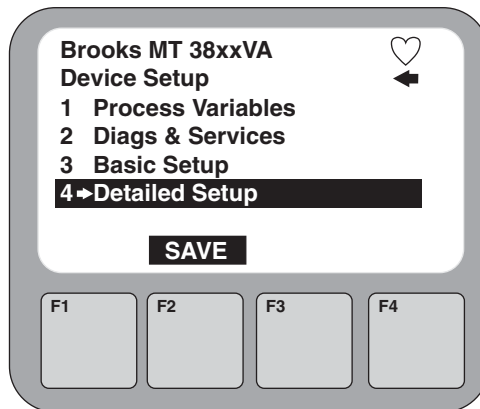 Brooks MT 38xxVA
Device Setup
1 Process Variables
2 Diags & Services
3 Basic Setup
4 Detailed Setup
SAVE
F1 F2 F3 F4